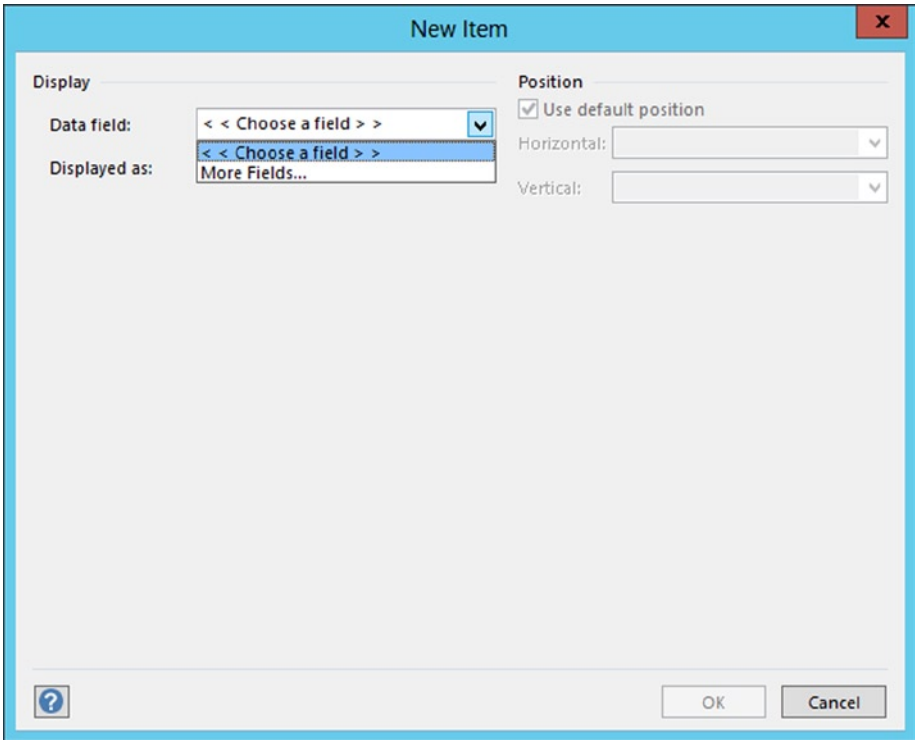 New Item
x
Display
Data field:
< < Choose a field > >
< < Choose a field > >
More Fields...
Displayed as:
Position
Use default position
Horizontal:
Vertical:
?
OK
Cancel